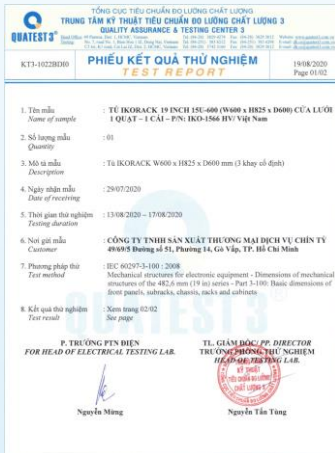 TỔNG CỤC TIÊU CHUẨN ĐO LƯỜNG CHẤT LƯỢNG
TRUNG TÂM KỸ THUẬT TIÊU CHUẨN ĐO LƯỜNG CHẤT LƯỢNG 3
QUALITY ASSURANCE & TESTING CENTER 3
QUATEST3
KT3-1022BDI0
PHIẾU KẾT QUẢ THỬ NGHIỆM
TEST REPORT
19/08/2020
Page 01/02
1. Tên mẫu : TỦ IKORACK 19 INCH 15U-600 (W600 x H825 x D600) CỬA LƯỚI
Name of sample 1 QUẠT – 1 CÁI – P/N: IKO-1566 HV/ Việt Nam
2. Số lượng mẫu : 01
Quantity
3. Mô tả mẫu : Tủ IKORACK W600 x H825 x D600 mm (3 khay cố định)
Description
4. Ngày nhận mẫu : 29/07/2020
Date of receiving
5. Thời gian thử nghiệm : 13/08/2020 – 17/08/2020
Testing duration
6. Nơi gửi mẫu : CÔNG TY TNHH SẢN XUẤT THƯƠNG MẠI DỊCH VỤ CHÍN TÝ
Customer 49/69/5 Đường số 51, Phường 14, Gò Vấp, TP. Hồ Chí Minh
7. Phương pháp thử : IEC 60297-3-100 : 2008
Test method Mechanical structures for electronic equipment - Dimensions of mechanical
structures of the 482,6 mm (19 in) series - Part 3-100: Basic dimensions of
front panels, subracks, chassis, racks and cabinets
8. Kết quả thử nghiệm : Xem trang 02/02
Test result See page
QUATEST3
P. TRƯỞNG PTN ĐIỆN
FOR HEAD OF ELECTRICAL TESTING LAB.
Nguyễn Mừng
TL. GIÁM ĐỐC/ PP. DIRECTOR
TRƯỞNG PHÒNG THỬ NGHIỆM
HEAD OF TESTING LAB.
KỸ THUẬT
Nguyễn Tấn Tùng